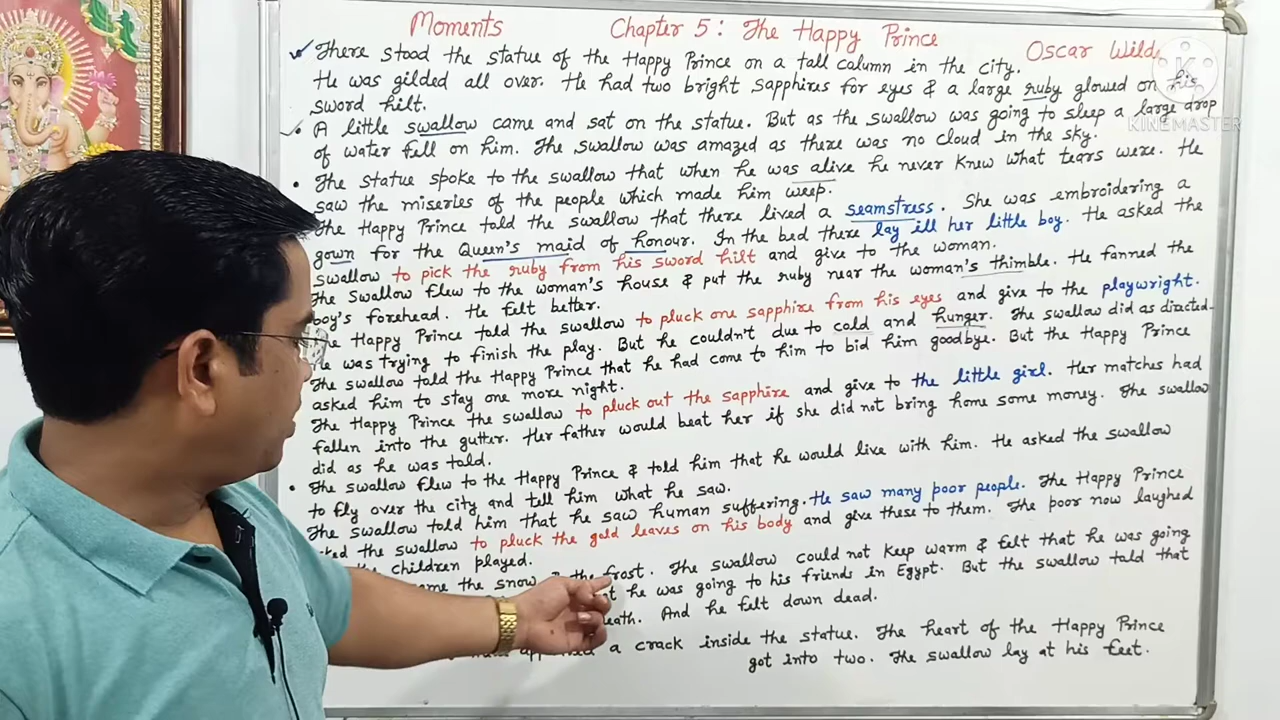 Moments Chapter 5: The Happy Prince
Oscar Wilde
There stood the statue of the Happy Prince on a tall column in the city.
He was gilded all over. He had two bright Sapphires for eyes & a large ruby glowed on his
sword hilt.
A little swallow came and sat on the statue. But as the swallow was going to sleep a large drop
of water fell on him. The swallow was amazed as there was no cloud in the sky.
The statue spoke to the swallow that when he was alive he never knew what tears were. He
saw the miseries of the people which made him weep.
The Happy Prince told the swallow that there lived a seamstress. She was embroidering a
gown for the Queen's maid of honour. In the bed there lay ill her little boy. He asked the
swallow to pick the ruby from his sword hilt and give to the woman.
The Swallow flew to the woman's house & put the ruby near the woman's thimble. He fanned the
boy's forehead. He felt better.
The Happy Prince told the swallow to pluck one sapphire from his eyes and give to the playwright.
He was trying to finish the play. But he couldn't due to cold and hunger. The swallow did as directed.
The swallow told the Happy Prince that he had come to him to bid him goodbye. But the Happy Prince
asked him to stay one more night.
The Happy Prince the swallow to pluck out the sapphire and give to the little girl. Her matches had
fallen into the gutter. Her father would beat her if she did not bring home some money. The swallow
did as he was told.
The swallow flew to the Happy Prince & told him that he would live with him. He asked the swallow
to fly over the city and tell him what he saw.
The swallow told him that he saw human suffering. He saw many poor people. The Happy Prince
the swallow to pluck the gold leaves on his body and give these to them. The poor now laughed
children played.
the snow the frost. The swallow could not keep warm & felt that he was going
he was going to his friends in Egypt. But the swallow told that
And he felt down dead.
a crack inside the statue. The heart of the Happy Prince
got into two. The swallow lay at his feet.
KINEMASTER